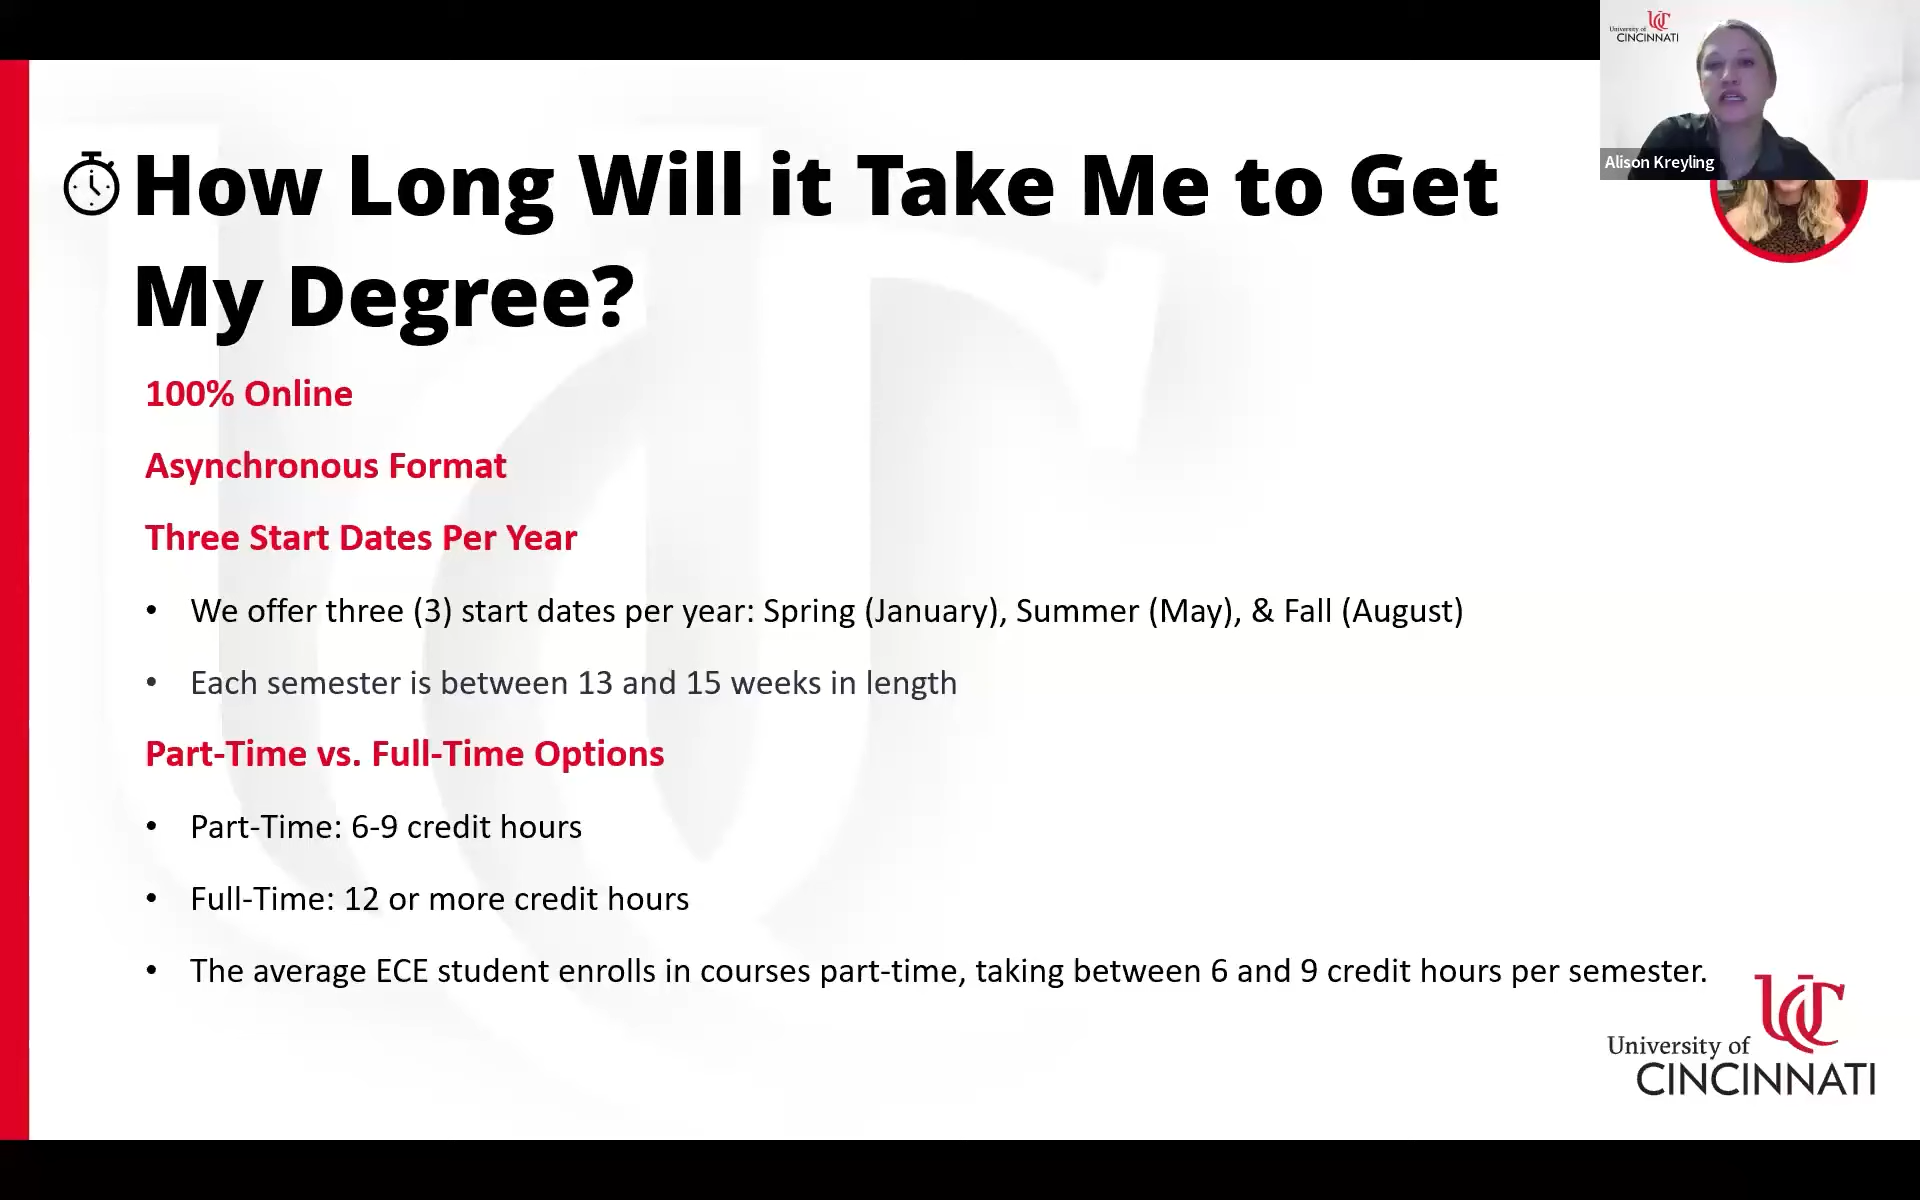 University of
CINCINNATI
Alison Kreyling
How Long Will it Take Me to Get
My Degree?
100% Online
Asynchronous Format
Three Start Dates Per Year
• We offer three (3) start dates per year: Spring (January), Summer (May), & Fall (August)
• Each semester is between 13 and 15 weeks in length
Part-Time vs. Full-Time Options
• Part-Time: 6-9 credit hours
• Full-Time: 12 or more credit hours
• The average ECE student enrolls in courses part-time, taking between 6 and 9 credit hours per semester.
University of
CINCINNATI